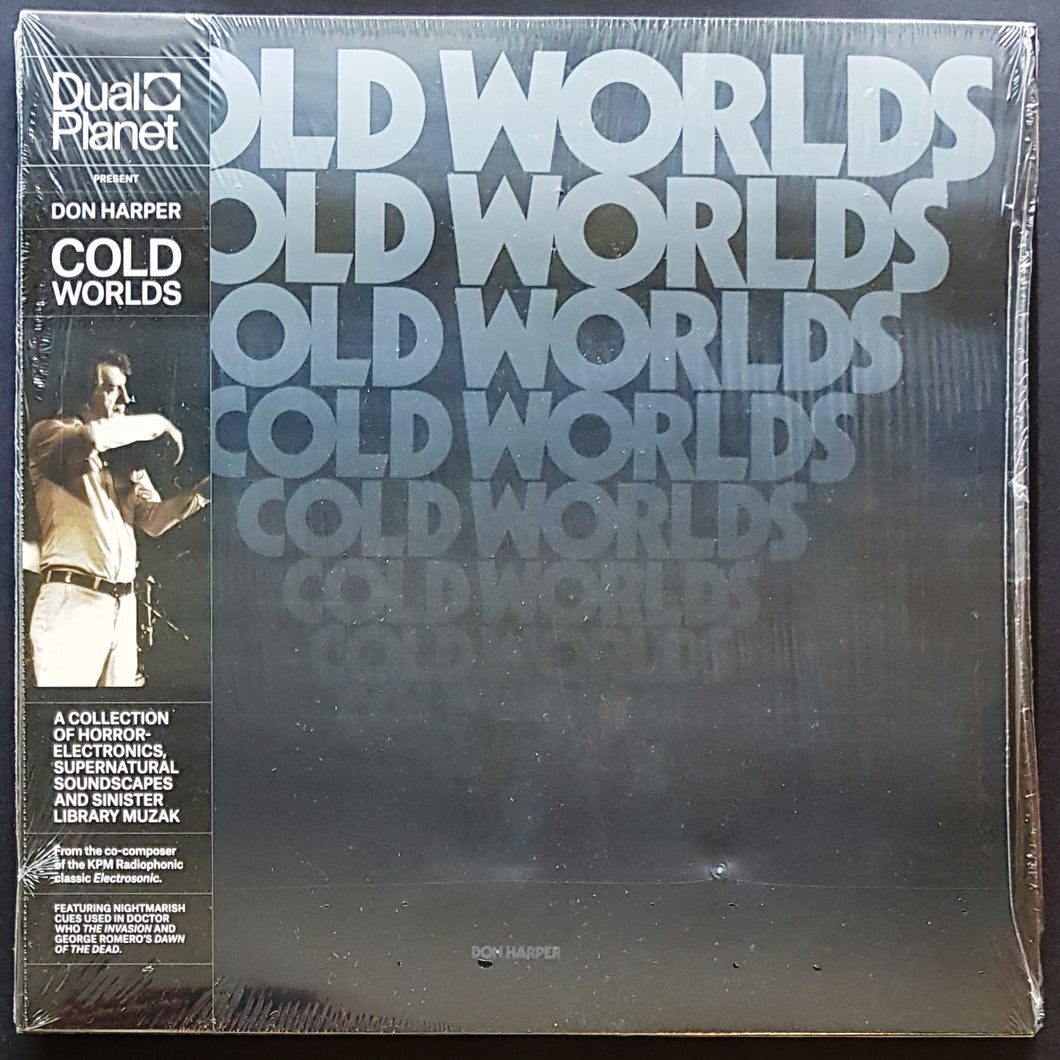 Dual
Planet
PRESENT
DON HARPER
COLD
WORLDS
A COLLECTION
OF HORROR-
ELECTRONICS,
SUPERNATURAL
SOUNDSCAPES
AND SINISTER
LIBRARY MUZAK
From the co-composer
of the KPM Radiophonic
classic Electrosonic.
FEATURING NIGHTMARISH
CUES USED IN DOCTOR
WHO THE INVASION AND
GEORGE ROMERO'S DAWN
OF THE DEAD.
OLD WORLDS
OLD WORLDS
OLD WORLDS
COLD WORLDS
COLD WORLDS
COLD WORLDS
COLD WORLDS
DON HARPER